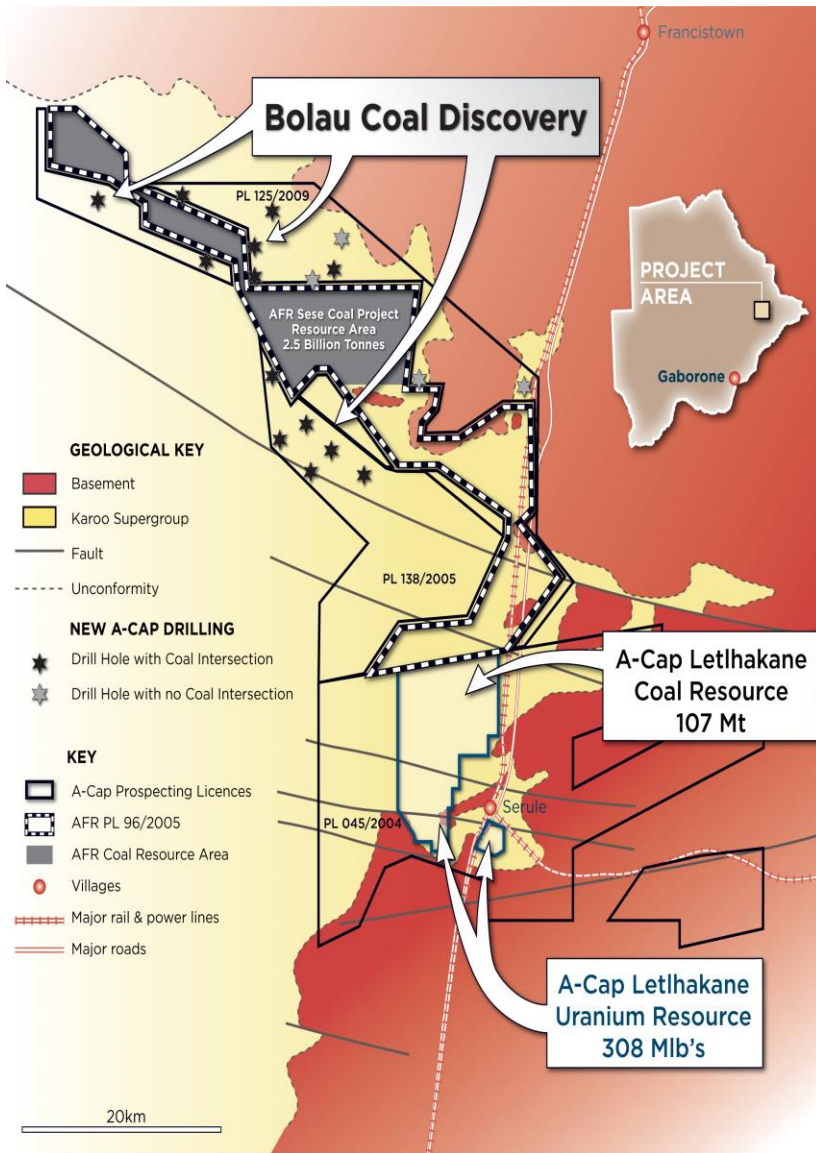 Francistown
Bolau Coal Discovery
PL 125/2009
PROJECT
AREA
Gaborone
AFR Sese Coal Project
Resource Area
2.5 Billion Tonnes
GEOLOGICAL KEY
Basement
Karoo Supergroup
Fault
Unconformity
PL 138/2005
NEW A-CAP DRILLING
Drill Hole with Coal Intersection
Drill Hole with no Coal Intersection
A-Cap Letlhakane
Coal Resource
107 Mt
KEY
A-Cap Prospecting Licences
AFR PL 96/2005
AFR Coal Resource Area
Villages
Major rail & power lines
Major roads
Serule
PL 045/2004
A-Cap Letlhakane
Uranium Resource
308 Mlb's
20km